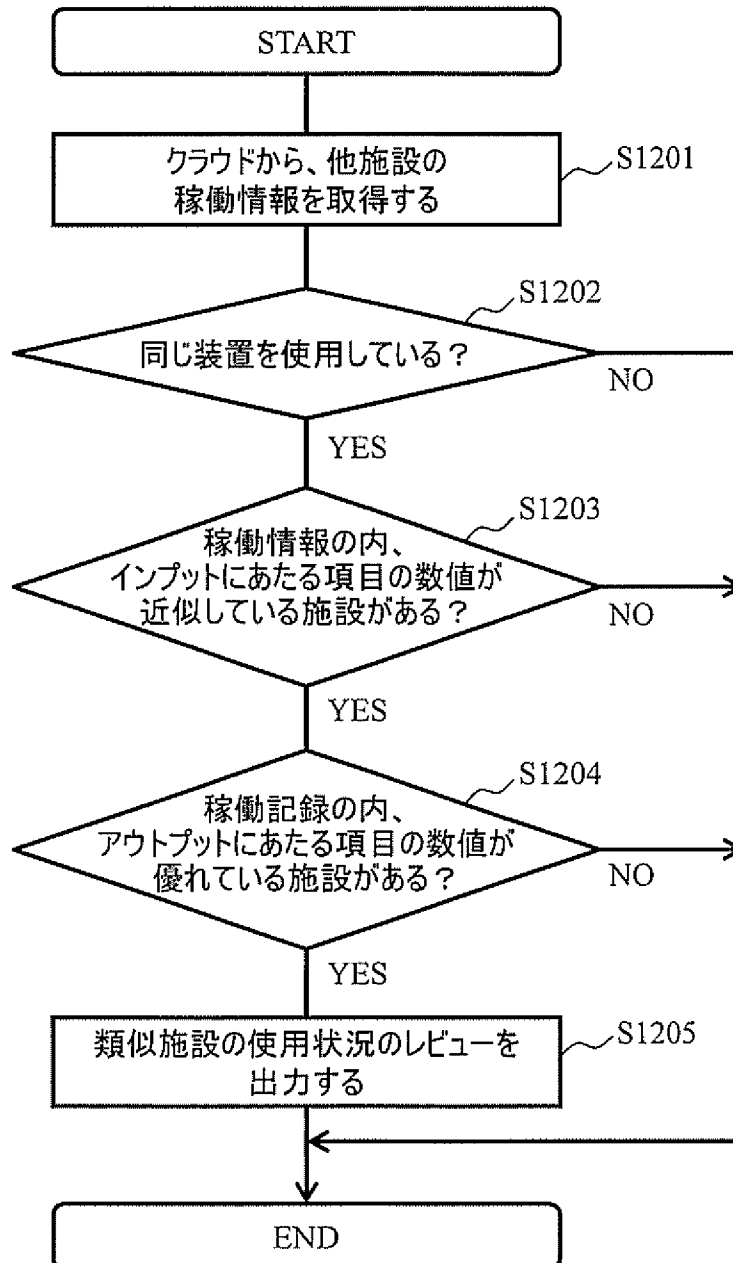 START
クラウドから、他施設の
稼働情報を取得する
S1201
S1202
同じ装置を使用している？
NO
YES
S1203
稼働情報の内、
インプットにあたる項目の数値が
近似している施設がある？
NO
YES
S1204
稼働記録の内、
アウトプットにあたる項目の数値が
優れている施設がある？
NO
YES
類似施設の使用状況のレビューを
出力する
S1205
END